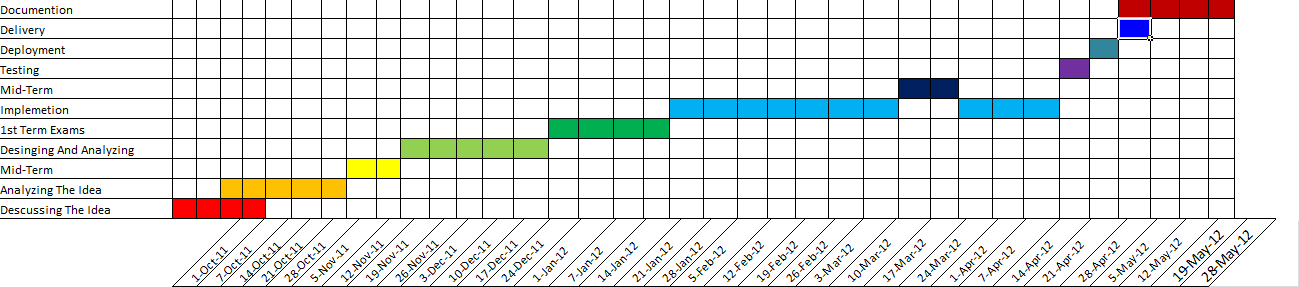 Documention
Delivery
Deployment
Testing
Mid-Term
Implemetion
1st Term Exams
Desinging And Analyzing
Mid-Term
Analyzing The Idea
Descussing The Idea
1-Oct-11
7-Oct-11
14-Oct-11
21-Oct-11
28-Oct-11
5-Nov-11
12-Nov-11
19-Nov-11
26-Nov-11
3-Dec-11
10-Dec-11
17-Dec-11
24-Dec-11
1-Jan-12
7-Jan-12
14-Jan-12
21-Jan-12
28-Jan-12
5-Feb-12
12-Feb-12
19-Feb-12
26-Feb-12
3-Mar-12
10-Mar-12
17-Mar-12
24-Mar-12
1-Apr-12
7-Apr-12
14-Apr-12
21-Apr-12
28-Apr-12
5-May-12
12-May-12
19-May-12
28-May-12